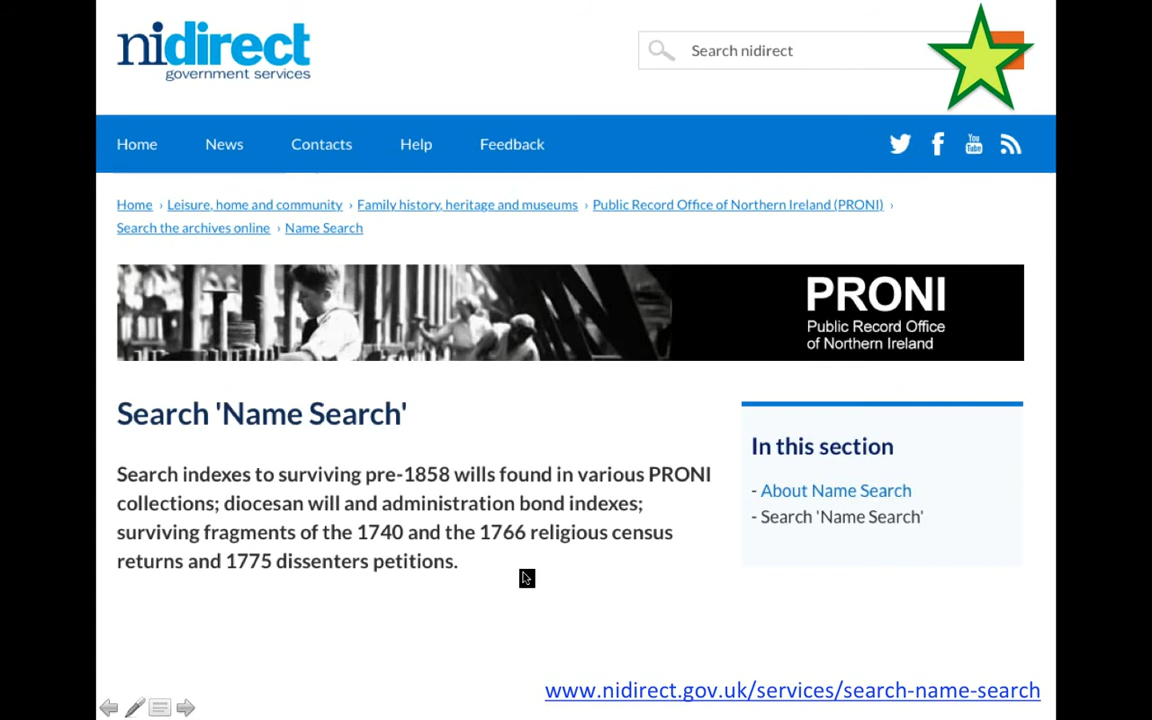 nidirect
government services
Search nidirect
Home News Contacts Help Feedback
You Tube
Home › Leisure, home and community › Family history, heritage and museums › Public Record Office of Northern Ireland (PRONI) ›
Search the archives online › Name Search
PRONI
Public Record Office
of Northern Ireland
Search 'Name Search'
Search indexes to surviving pre-1858 wills found in various PRONI
collections; diocesan will and administration bond indexes;
surviving fragments of the 1740 and the 1766 religious census
returns and 1775 dissenters petitions.
In this section
- About Name Search
- Search 'Name Search'
www.nidirect.gov.uk/services/search-name-search